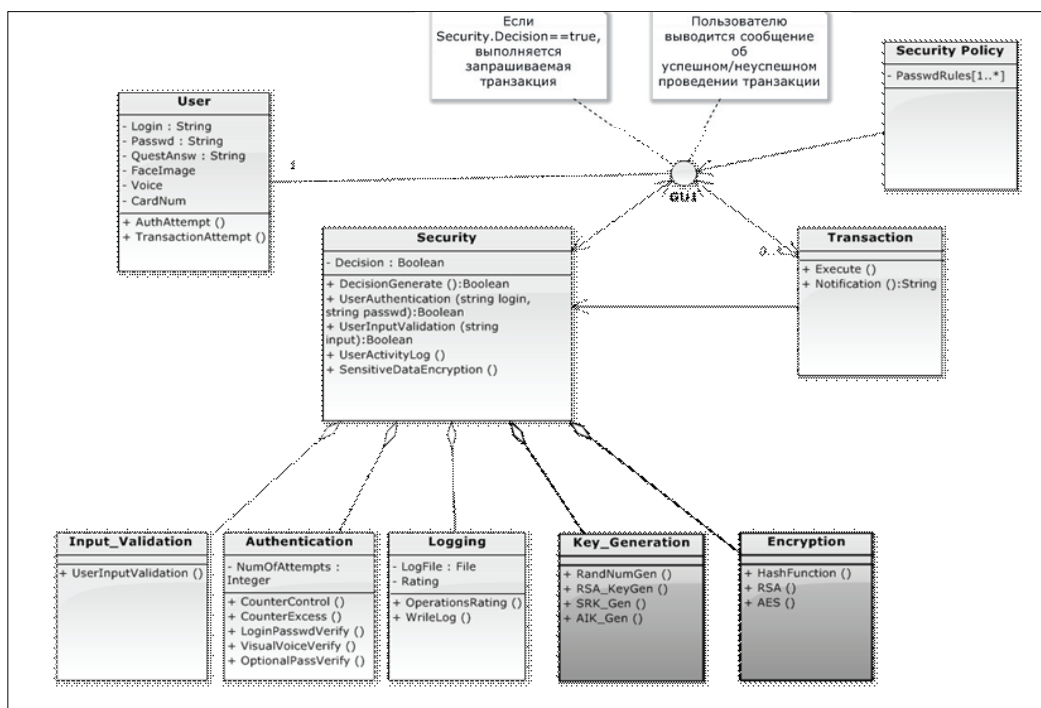 Если
Security.Decision==true,
выполняется
запрашиваемая
транзакция
Пользователю
выводится сообщение
об
успешном/неуспешном
проведении транзакции
Security Policy
- PasswdRules[1..*]
User
- Login : String
- Passwd : String
- QuestAnsw : String
- FaceImage
- Voice
- CardNum
+ AuthAttempt ()
+ TransactionAttempt ()
1
GUI
Security
- Decision : Boolean
+ DecisionGenerate ():Boolean
+ UserAuthentication (string login,
string passwd):Boolean
+ UserInputValidation (string
input):Boolean
+ UserActivityLog ()
+ SensitiveDataEncryption ()
Transaction
+ Execute ()
+ Notification ():String
Input_Validation
+ UserInputValidation ()
Authentication
- NumOfAttempts :
Integer
+ CounterControl ()
+ CounterExcess ()
+ LoginPasswdVerify ()
+ VisualVoiceVerify ()
+ OptionalPassVerify ()
Logging
- LogFile : File
- Rating
+ OperationsRating ()
+ WrileLog ()
Key_Generation
+ RandNumGen ()
+ RSA_KeyGen ()
+ SRK_Gen ()
+ AIK_Gen ()
Encryption
+ HashFunction ()
+ RSA ()
+ AES ()